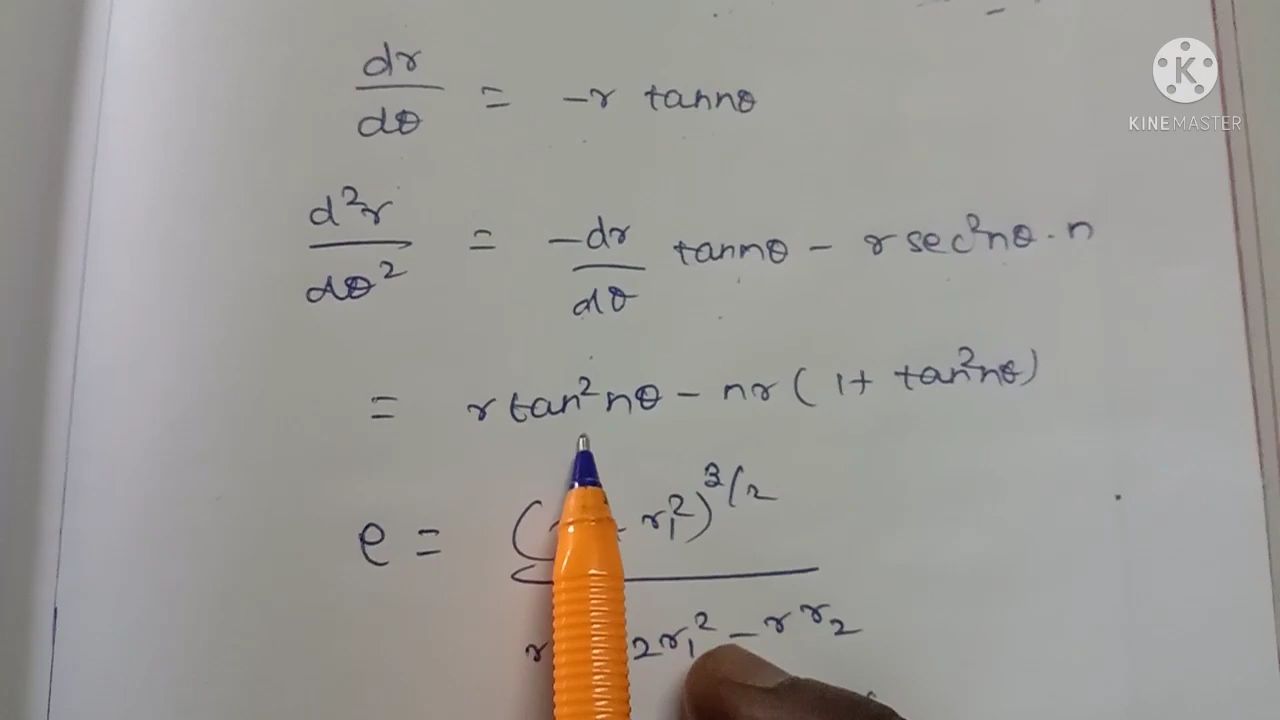 dr/dθ = -r tan nθ
KINEMASTER
d²r/dθ² = -dr/dθ tan nθ - r sec²nθ · n
= r tan²nθ - nr (1 + tan²nθ)
ρ = ( r₁²)^3/2
r 2r₁² - r r₂